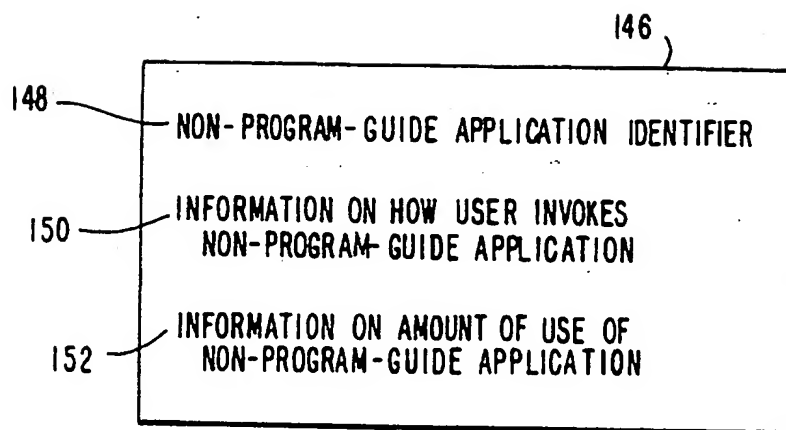 146
148
NON-PROGRAM-GUIDE APPLICATION IDENTIFIER
150
INFORMATION ON HOW USER INVOKES
NON-PROGRAM-GUIDE APPLICATION
152
INFORMATION ON AMOUNT OF USE OF
NON-PROGRAM-GUIDE APPLICATION